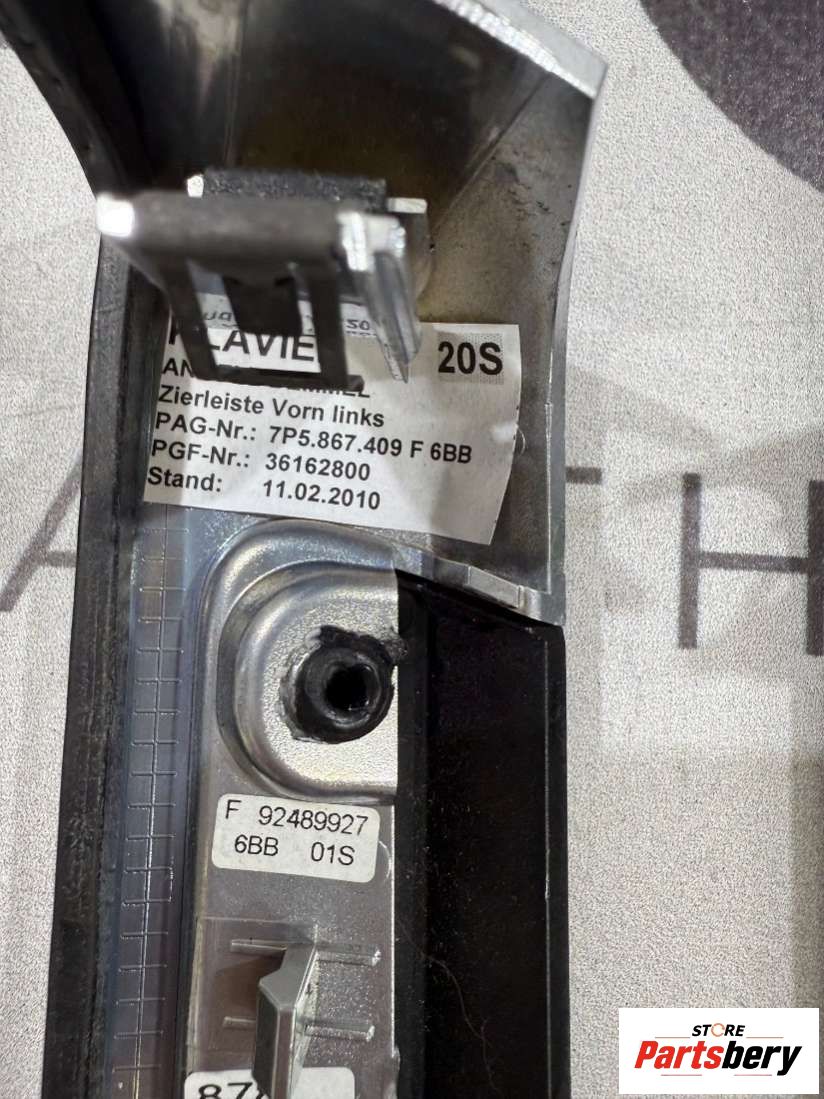 20S
Zierleiste Vorn links
PAG-Nr.: 7P5.867.409 F 6BB
PGF-Nr.: 36162800
Stand: 11.02.2010
F 92489927
6BB 01S
STORE
Partsbery